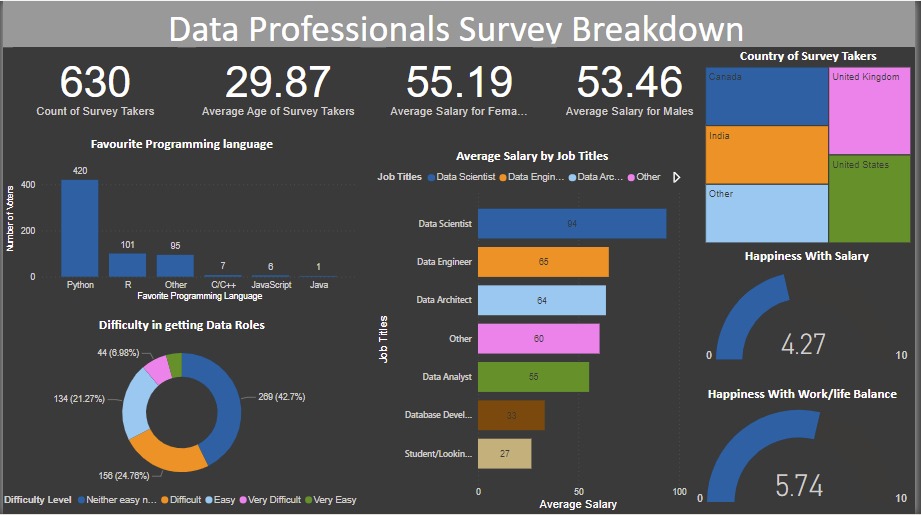 Data Professionals Survey Breakdown
630
Count of Survey Takers
29.87
Average Age of Survey Takers
55.19
Average Salary for Fema...
53.46
Average Salary for Males
Country of Survey Takers
Canada
United Kingdom
India
United States
Other
Favourite Programming language
Number of Voters
400
200
0
420
101
95
7
6
1
Python
R
Other
C/C++
JavaScript
Java
Favorite Programming Language
Average Salary by Job Titles
Job Titles Data Scientist Data Engin... Data Arc... Other
Job Titles
Data Scientist 94
Data Engineer 65
Data Architect 64
Other 60
Data Analyst 55
Database Devel... 33
Student/Lookin... 27
0 50 100
Average Salary
Difficulty in getting Data Roles
44 (6.98%)
134 (21.27%)
269 (42.7%)
156 (24.76%)
Difficulty Level Neither easy n... Difficult Easy Very Difficult Very Easy
Happiness With Salary
4.27
0 10
Happiness With Work/life Balance
5.74
0 10